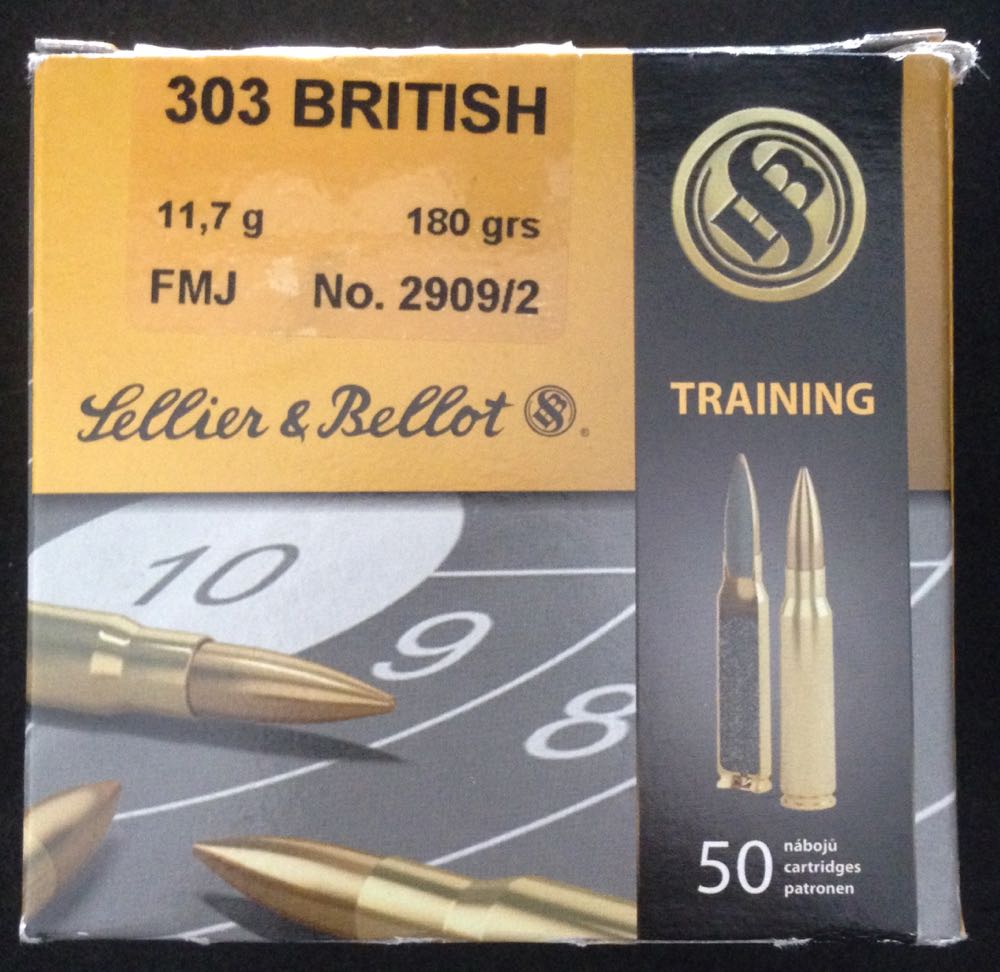 303 BRITISH
11,7 g 180 grs
FMJ No. 2909/2
Sellier & Bellot S&B ®
S&B
TRAINING
10
9
8
50 nábojů
cartridges
patronen